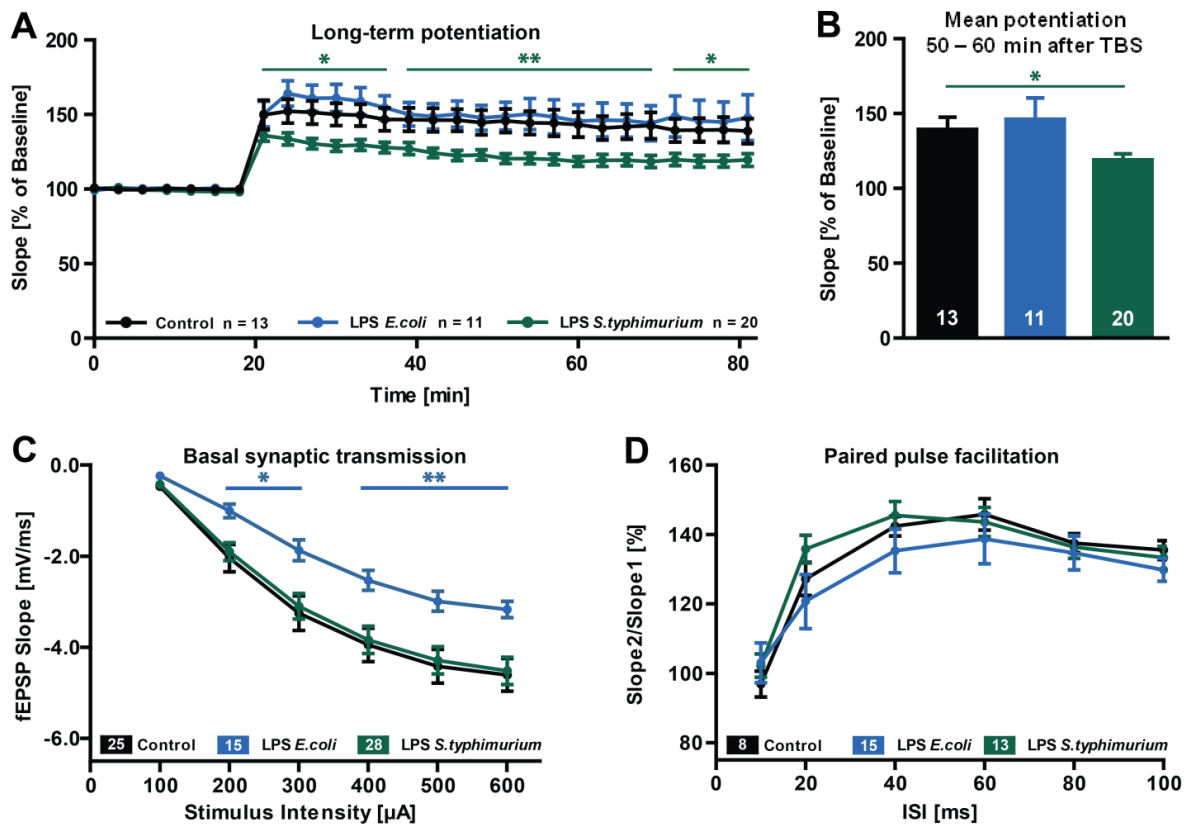 A
Long-term potentiation
200
150
100
50
0
Slope [% of Baseline]
*
**
*
Control n = 13
LPS E.coli n = 11
LPS S.typhimurium n = 20
0 20 40 60 80
Time [min]
B
Mean potentiation
50 – 60 min after TBS
200
150
100
50
0
Slope [% of Baseline]
*
13 11 20
C
Basal synaptic transmission
0.0
-2.0
-4.0
-6.0
fEPSP Slope [mV/ms]
*
**
25 Control
15 LPS E.coli
28 LPS S.typhimurium
0 100 200 300 400 500 600
Stimulus Intensity [µA]
D
Paired pulse facilitation
160
140
120
100
80
Slope2/Slope1 [%]
8 Control
15 LPS E.coli
13 LPS S.typhimurium
0 20 40 60 80 100
ISI [ms]